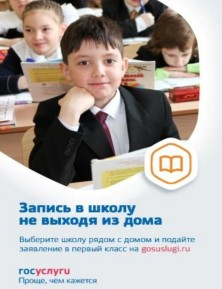 Запись в школу
не выходя из дома
Выберите школу рядом с домом и подайте
заявление в первый класс на gosuslugi.ru
госуслуги
Проще, чем кажется